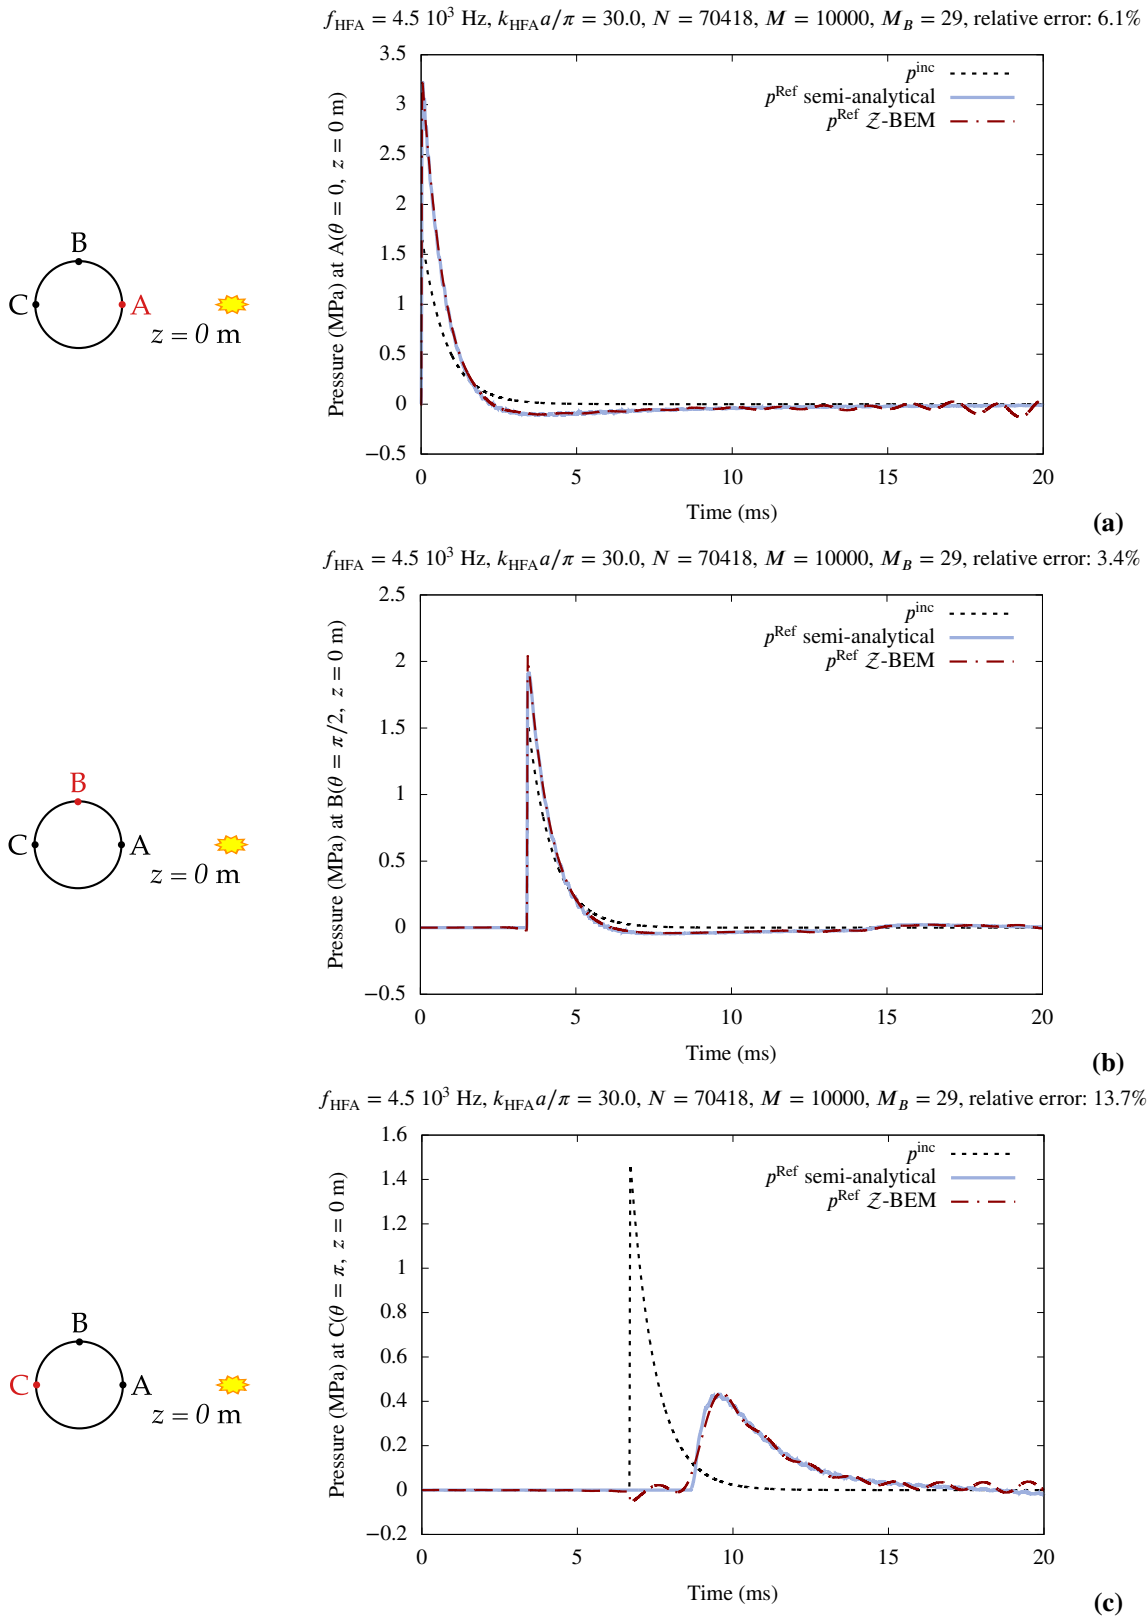 f_HFA = 4.5 10³ Hz, k_HFA a/π = 30.0, N = 70418, M = 10000, M_B = 29, relative error: 6.1%
3.5
3
2.5
2
1.5
1
0.5
0
−0.5
Pressure (MPa) at A(θ = 0, z = 0 m)
p^inc
p^Ref semi-analytical
p^Ref 𝒵-BEM
B
C
A
z = 0 m
0 5 10 15 20
Time (ms)
(a)
f_HFA = 4.5 10³ Hz, k_HFA a/π = 30.0, N = 70418, M = 10000, M_B = 29, relative error: 3.4%
2.5
2
1.5
1
0.5
0
−0.5
Pressure (MPa) at B(θ = π/2, z = 0 m)
p^inc
p^Ref semi-analytical
p^Ref 𝒵-BEM
B
C
A
z = 0 m
0 5 10 15 20
Time (ms)
(b)
f_HFA = 4.5 10³ Hz, k_HFA a/π = 30.0, N = 70418, M = 10000, M_B = 29, relative error: 13.7%
1.6
1.4
1.2
1
0.8
0.6
0.4
0.2
0
−0.2
Pressure (MPa) at C(θ = π, z = 0 m)
p^inc
p^Ref semi-analytical
p^Ref 𝒵-BEM
B
C
A
z = 0 m
0 5 10 15 20
Time (ms)
(c)